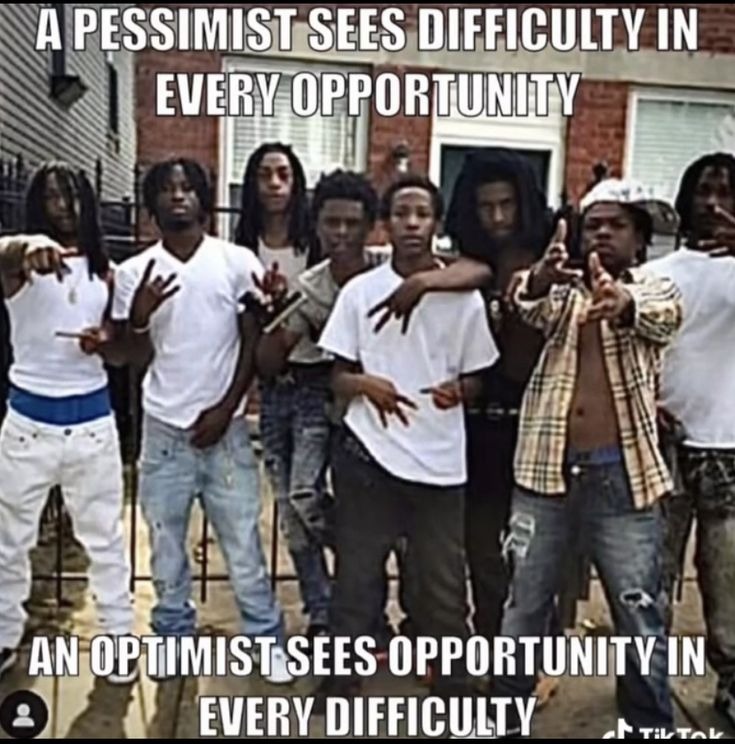 A PESSIMIST SEES DIFFICULTY IN
EVERY OPPORTUNITY
AN OPTIMIST SEES OPPORTUNITY IN
EVERY DIFFICULTY
TikTok